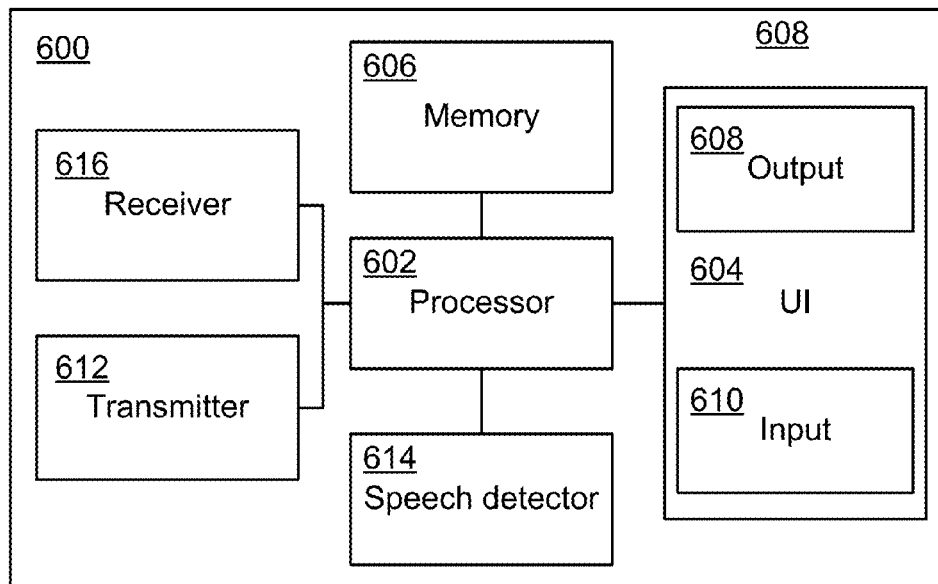 600
608
606
Memory
616
Receiver
608
Output
602
Processor
604
UI
612
Transmitter
610
Input
614
Speech detector